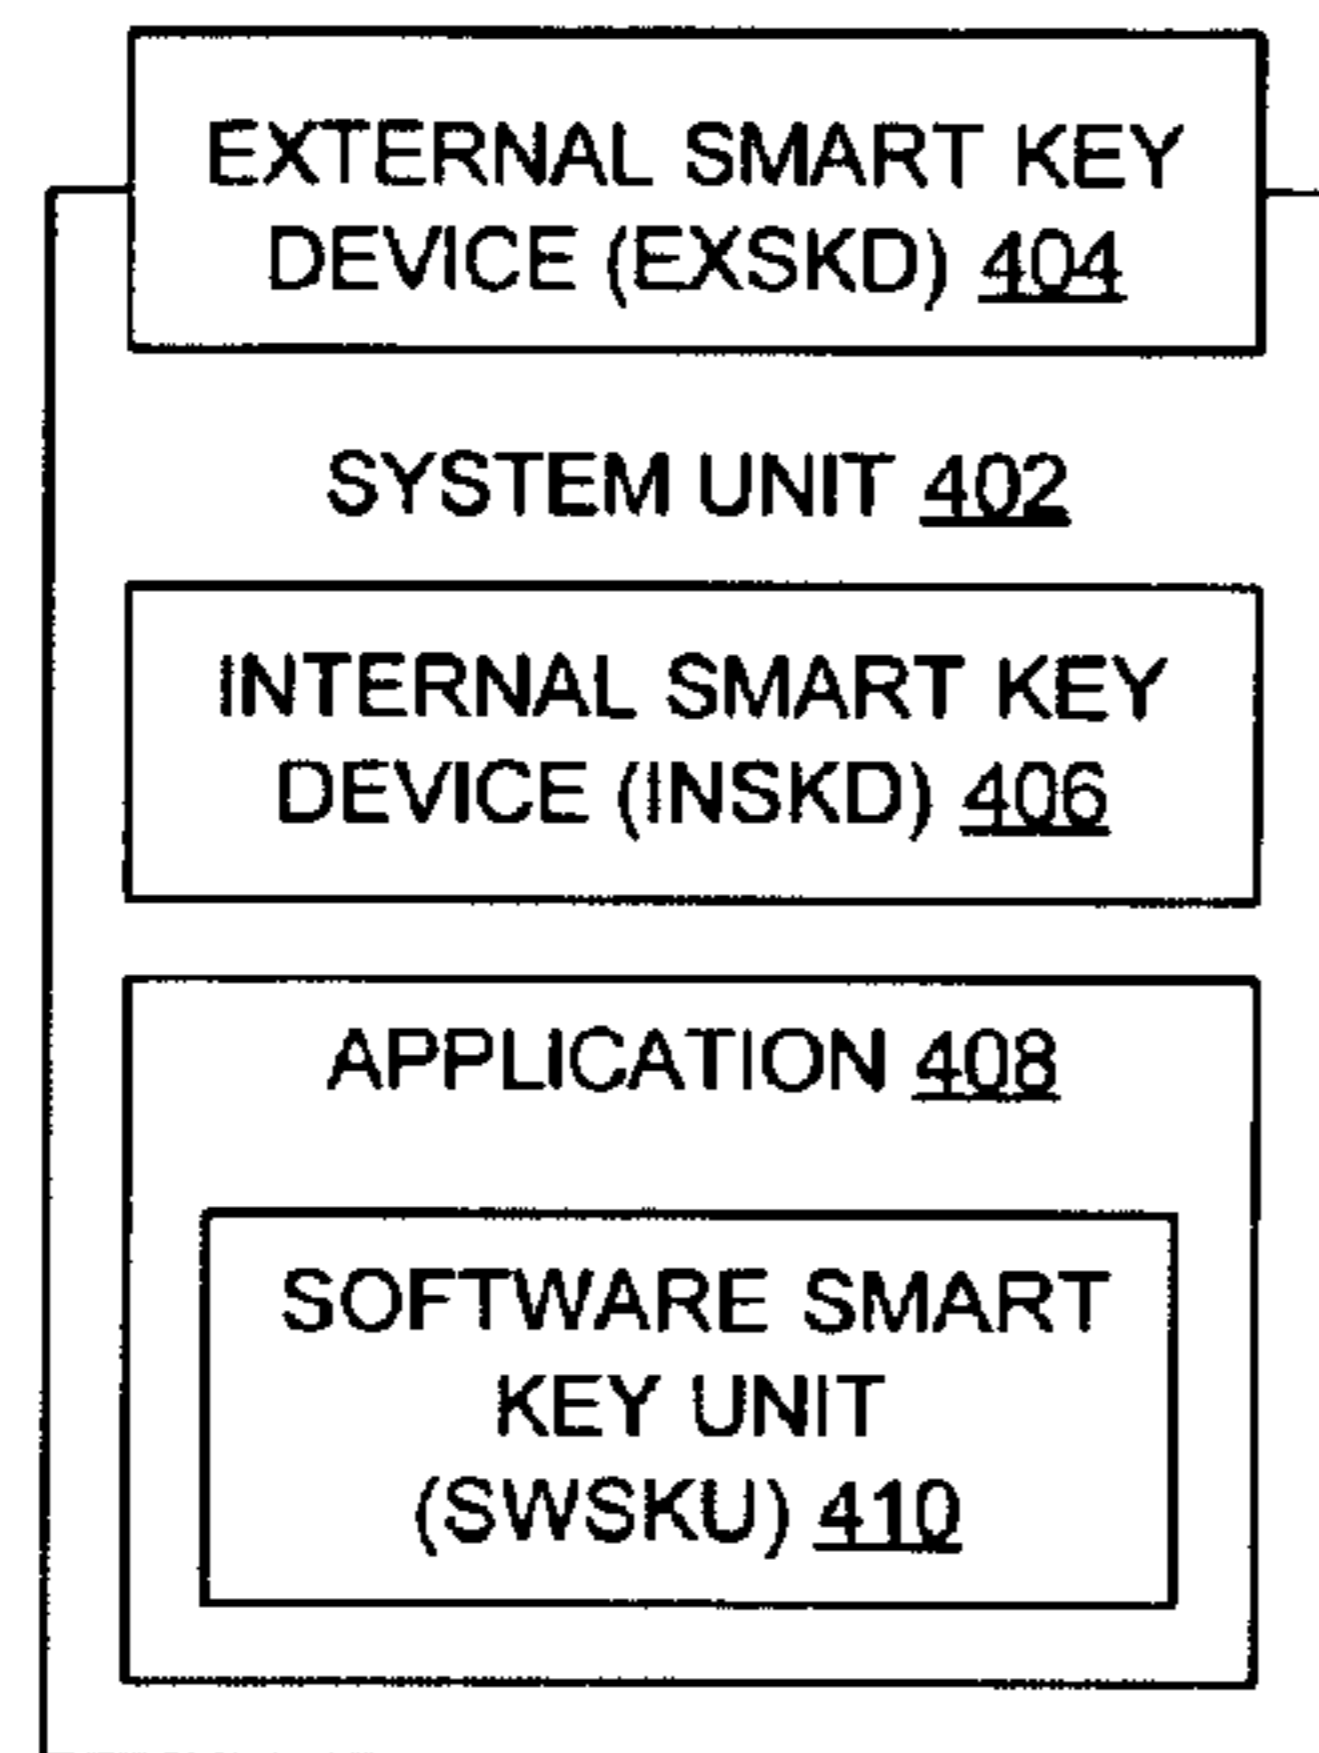 EXTERNAL SMART KEY
DEVICE (EXSKD) 404
SYSTEM UNIT 402
INTERNAL SMART KEY
DEVICE (INSKD) 406
APPLICATION 408
SOFTWARE SMART
KEY UNIT
(SWSKU) 410